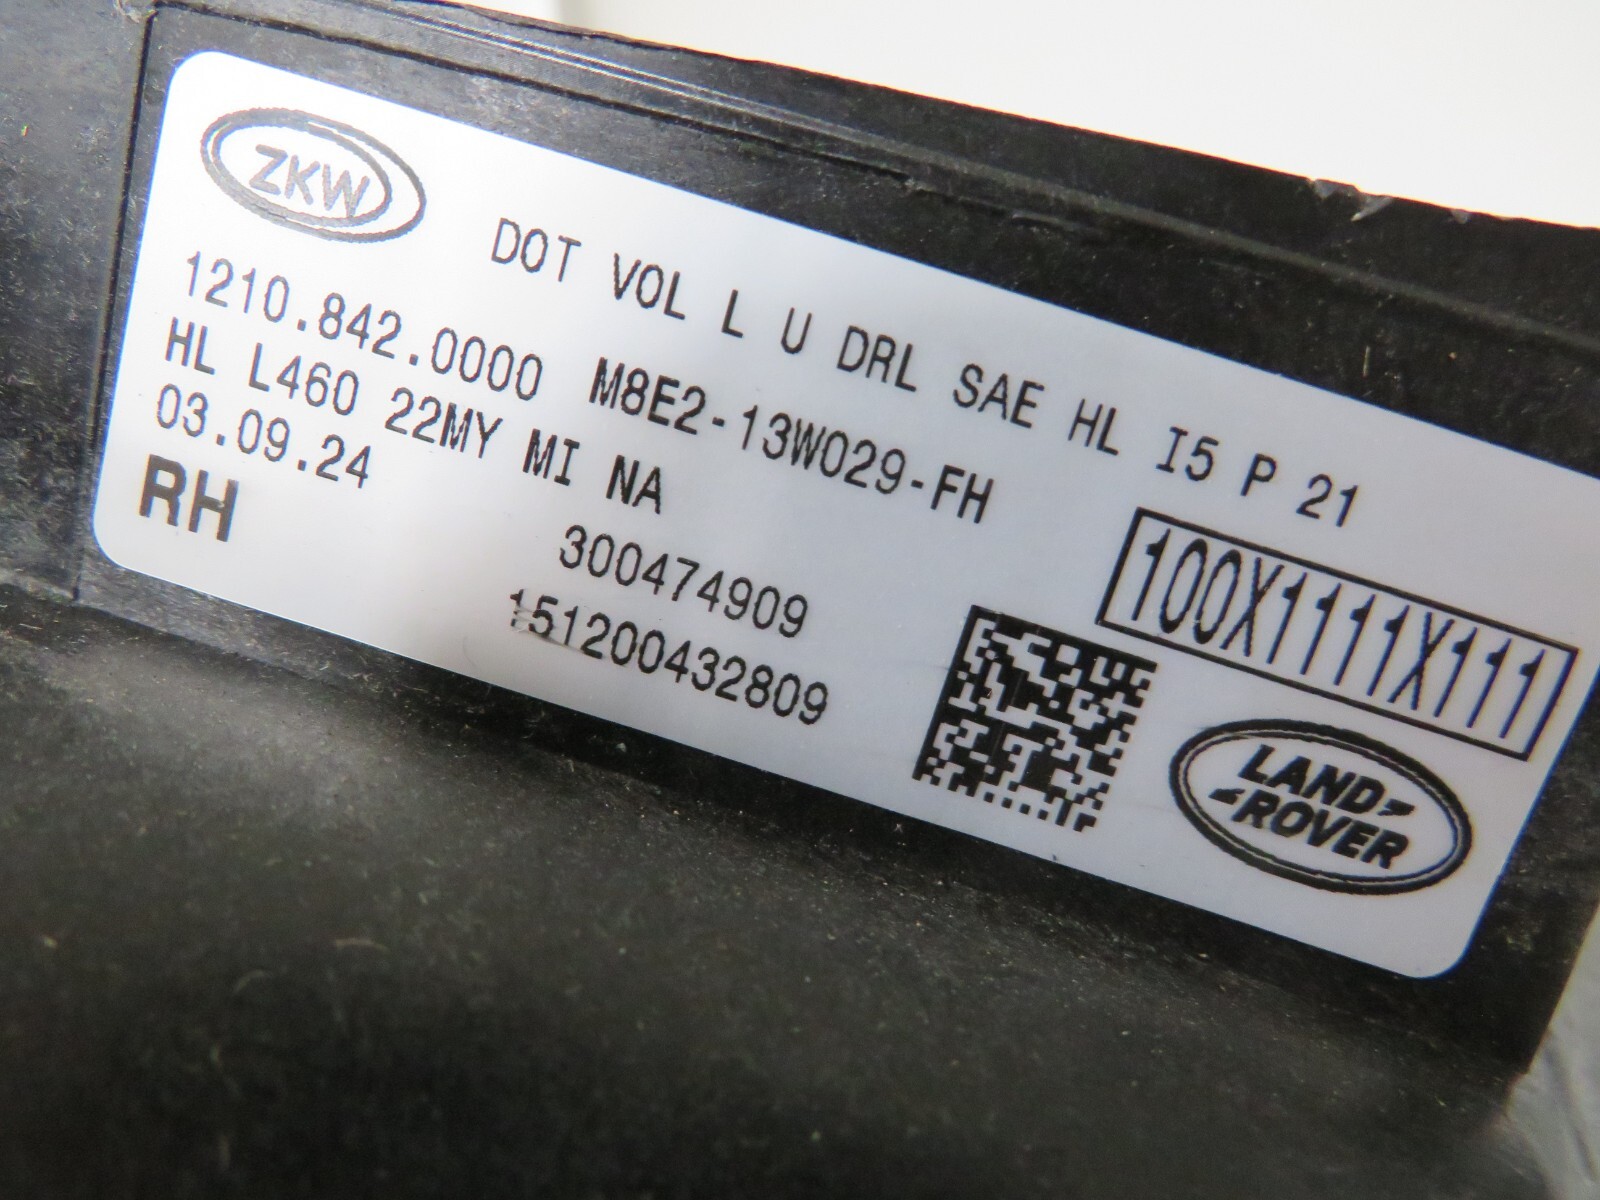 ZKW
DOT VOL L U DRL SAE HL I5 P 21
1210.842.0000 M8E2-13W029-FH
HL L460 22MY MI NA
03.09.24
RH
300474909
151200432809
100X1111X111
LAND
ROVER